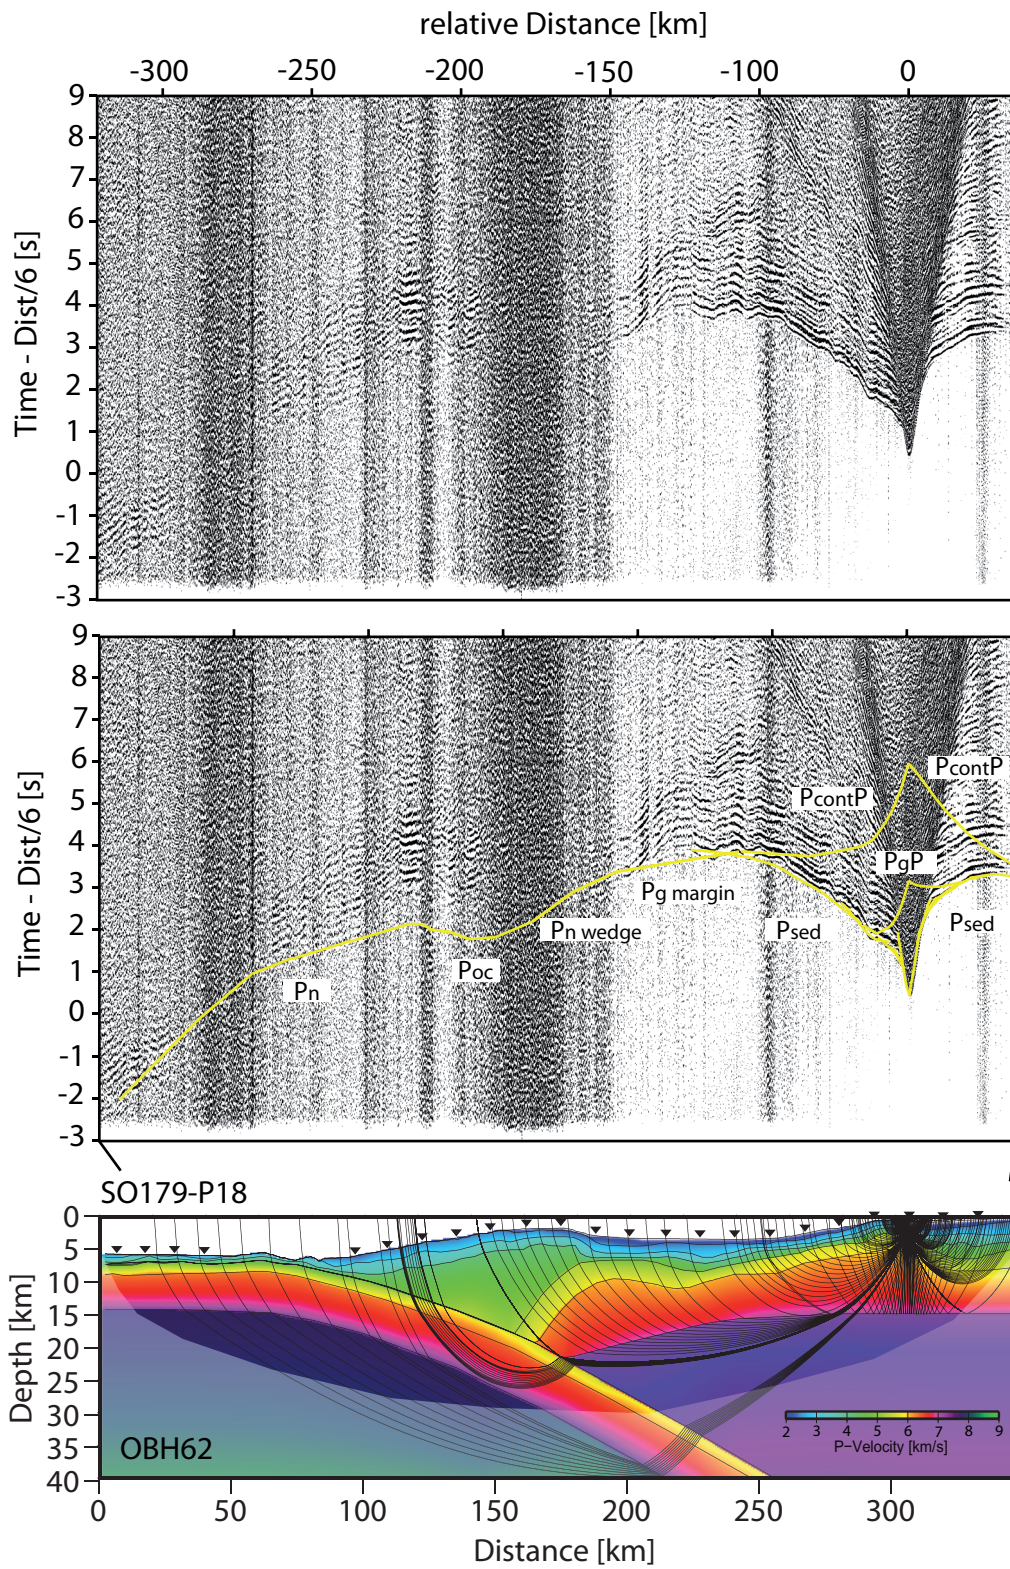 relative Distance [km]
-300 -250 -200 -150 -100 0
9
8
7
6
5
4
3
2
1
0
-1
-2
-3
Time - Dist/6 [s]
9
8
7
6
5
4
3
2
1
0
-1
-2
-3
Time - Dist/6 [s]
PcontP
PcontP
PgP
Pg margin
Psed
Psed
Pn wedge
Poc
Pn
SO179-P18
0
5
10
15
20
25
30
35
40
Depth [km]
OBH62
2 3 4 5 6 7 8 9
P-Velocity [km/s]
0 50 100 150 200 250 300
Distance [km]